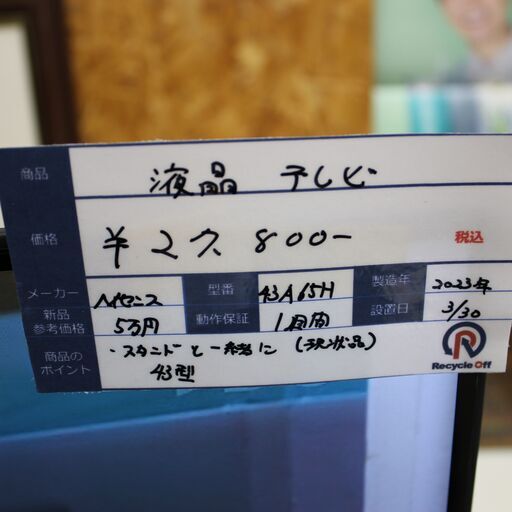 商品 液晶 テレビ
価格 ¥27.800- 税込
メーカー ハイセンス 型番 43A65H 製造年 2023年
新品参考価格 5万円 動作保証 1週間 設置日 3/30
商品のポイント ・スタンドと一緒に (現状品)
43型
Recycle Off